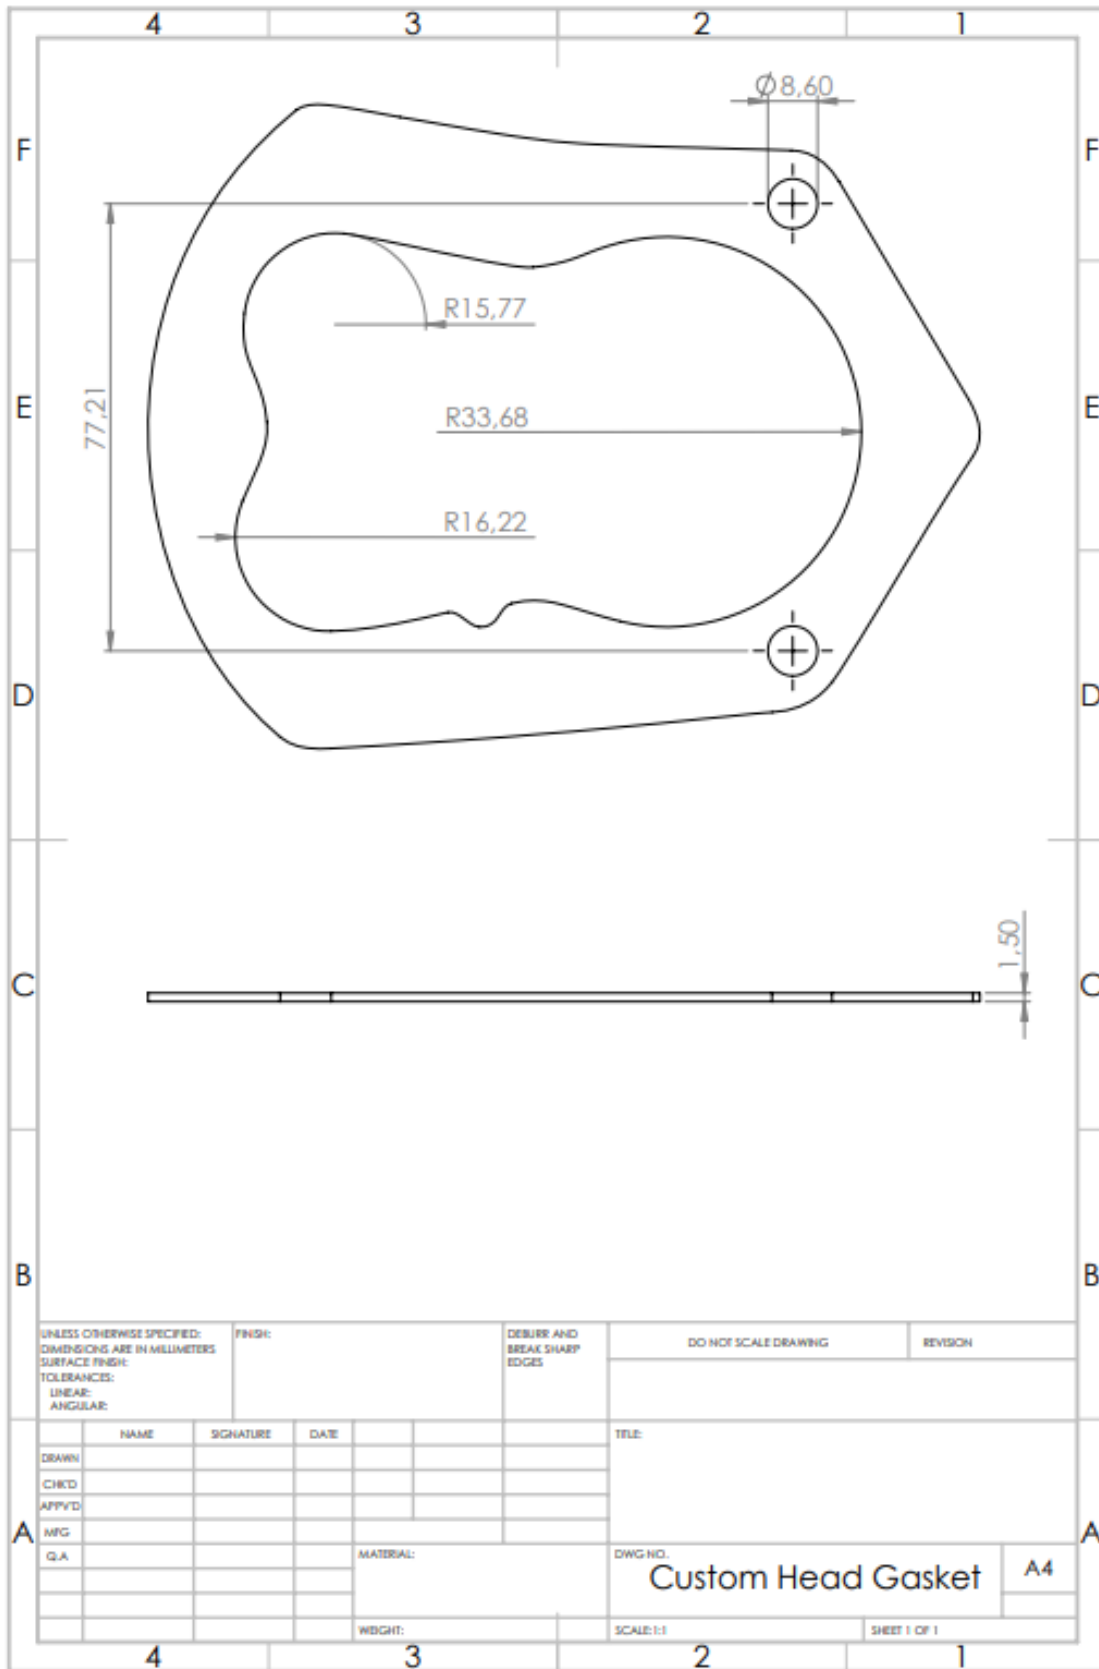 4 3 2 1
Ø8,60
F F
R15,77
77,21
E R33,68 E
R16,22
D D
1,50
C C
B B
UNLESS OTHERWISE SPECIFIED:
DIMENSIONS ARE IN MILLIMETERS
SURFACE FINISH:
TOLERANCES:
LINEAR:
ANGULAR:
FINISH:
DEBURR AND
BREAK SHARP
EDGES
DO NOT SCALE DRAWING
REVISION
NAME SIGNATURE DATE
TITLE:
DRAWN
CHK'D
APPV'D
A MFG A
Q.A
MATERIAL:
DWG NO.
Custom Head Gasket
A4
WEIGHT:
SCALE:1:1
SHEET 1 OF 1
4 3 2 1